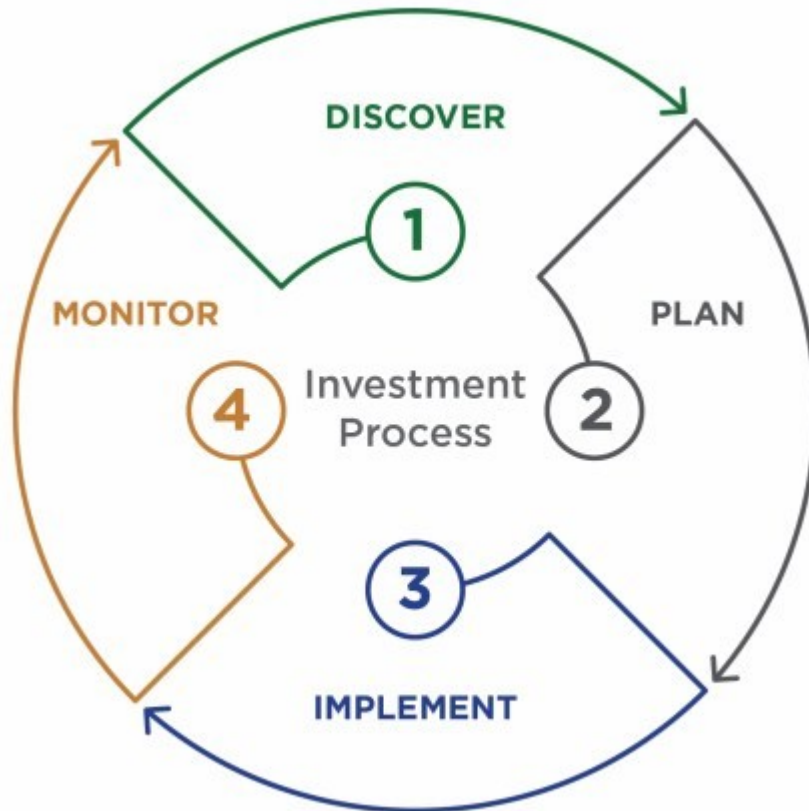 DISCOVER
1
MONITOR
PLAN
4
Investment
Process
2
3
IMPLEMENT